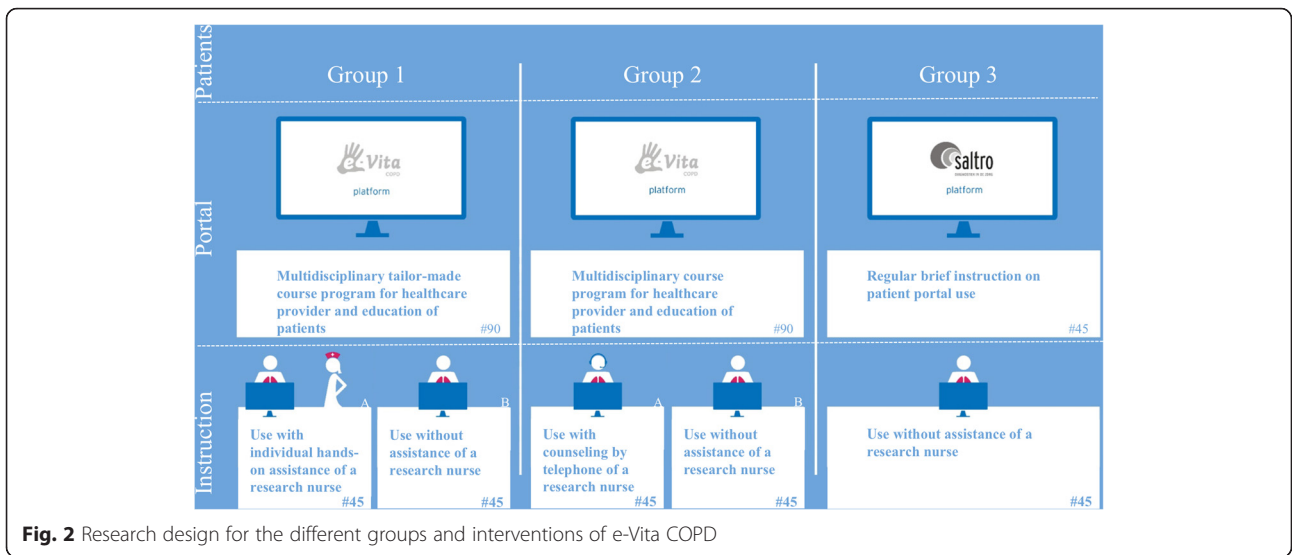 Patients
Group 1
Group 2
Group 3
Portal
e-Vita
COPD
platform
e-Vita
COPD
platform
saltro
platform
Multidisciplinary tailor-made
course program for healthcare
provider and education of
patients
#90
Multidisciplinary course
program for healthcare
provider and education of
patients
#90
Regular brief instruction on
patient portal use
#45
Instruction
A
Use with
individual hands-
on assistance of a
research nurse
#45
B
Use without
assistance of a
research nurse
#45
A
Use with
counseling by
telephone of a
research nurse
#45
B
Use without
assistance of a
research nurse
#45
Use without assistance of a
research nurse
#45
Fig. 2 Research design for the different groups and interventions of e-Vita COPD